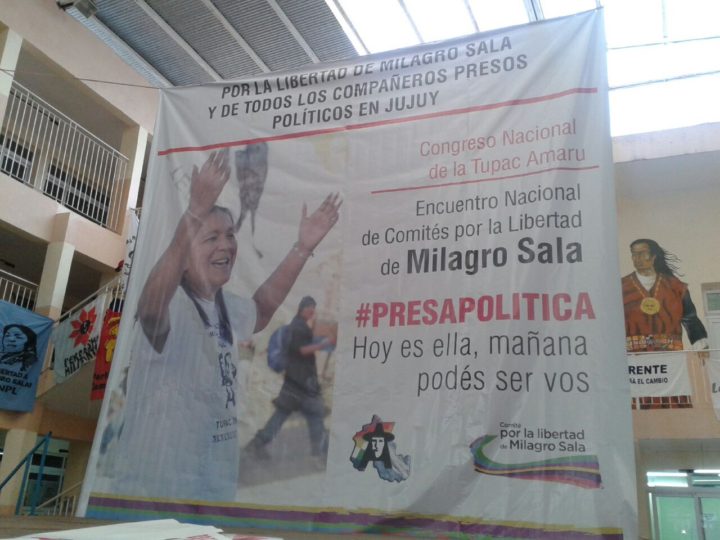 POR LA LIBERTAD DE MILAGRO SALA
Y DE TODOS LOS COMPAÑEROS PRESOS
POLÍTICOS EN JUJUY
Congreso Nacional
de la Tupac Amaru
Encuentro Nacional
de Comités por la Libertad
de Milagro Sala
#PRESAPOLITICA
Hoy es ella, mañana
podés ser vos
Comité
por la libertad
de Milagro Sala
TUPAC